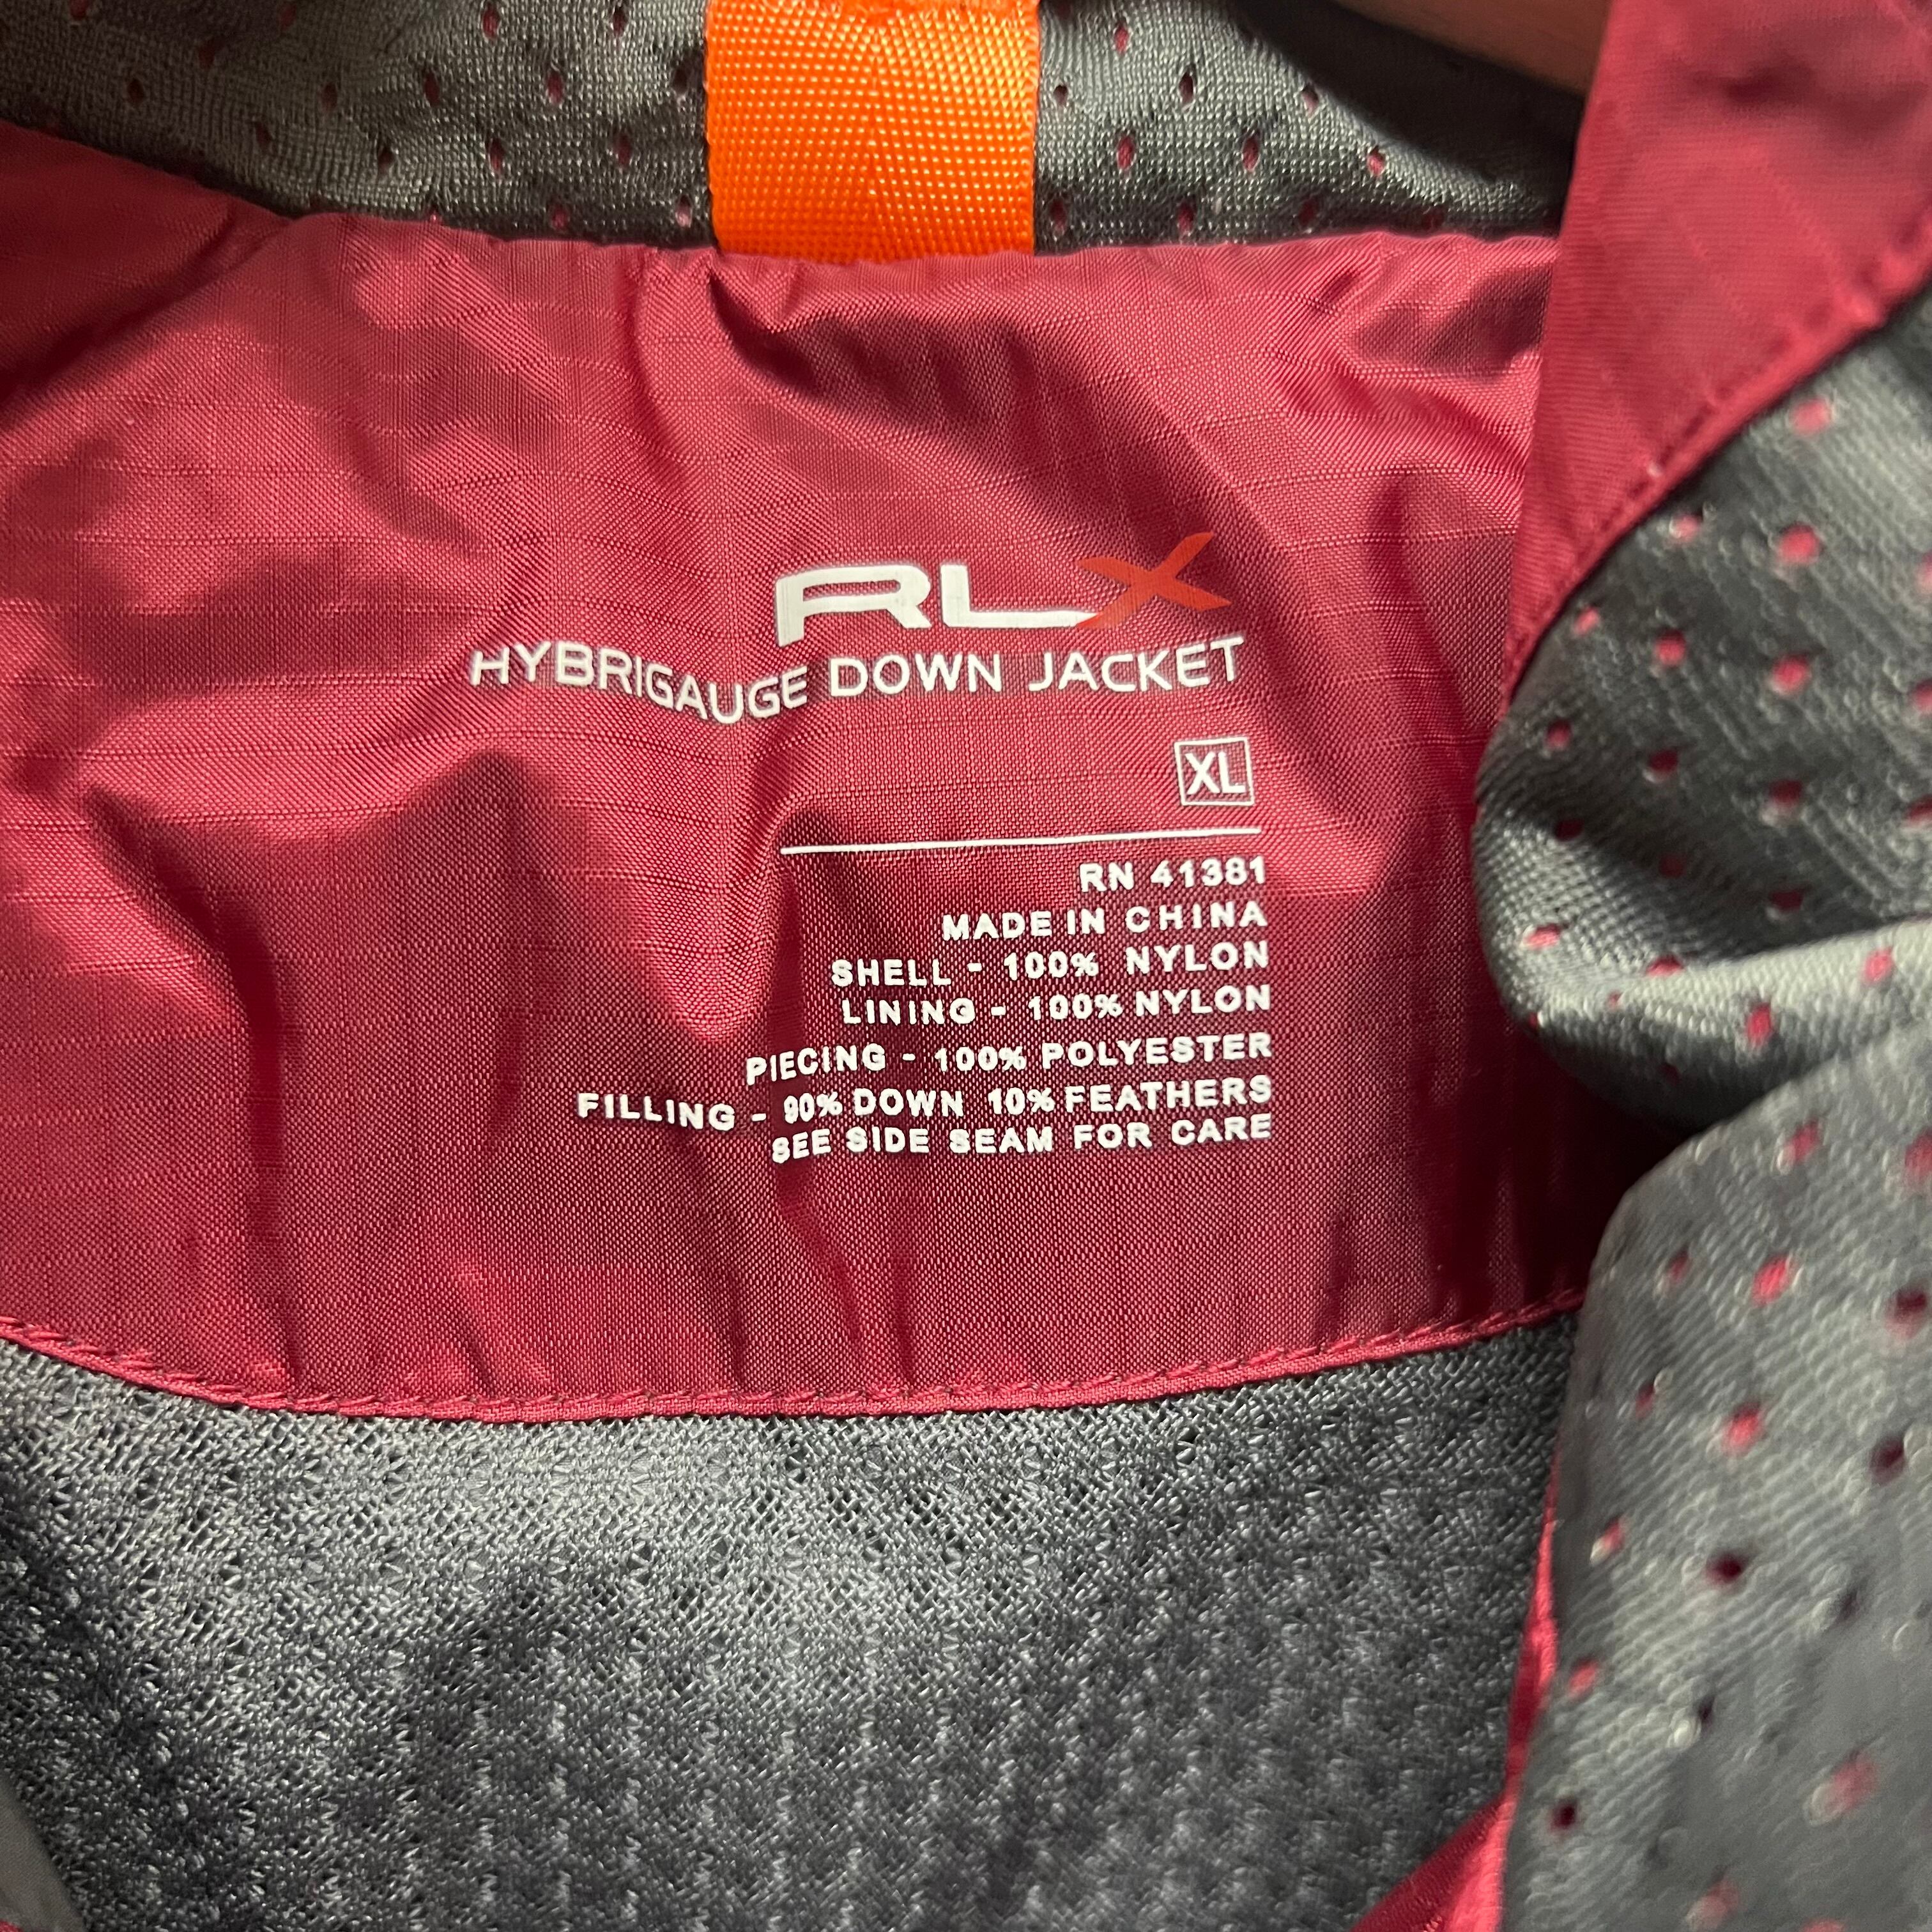 RLX
HYBRIGAUGE DOWN JACKET
XL
RN 41381
MADE IN CHINA
SHELL - 100% NYLON
LINING - 100% NYLON
PIECING - 100% POLYESTER
FILLING - 90% DOWN 10% FEATHERS
SEE SIDE SEAM FOR CARE